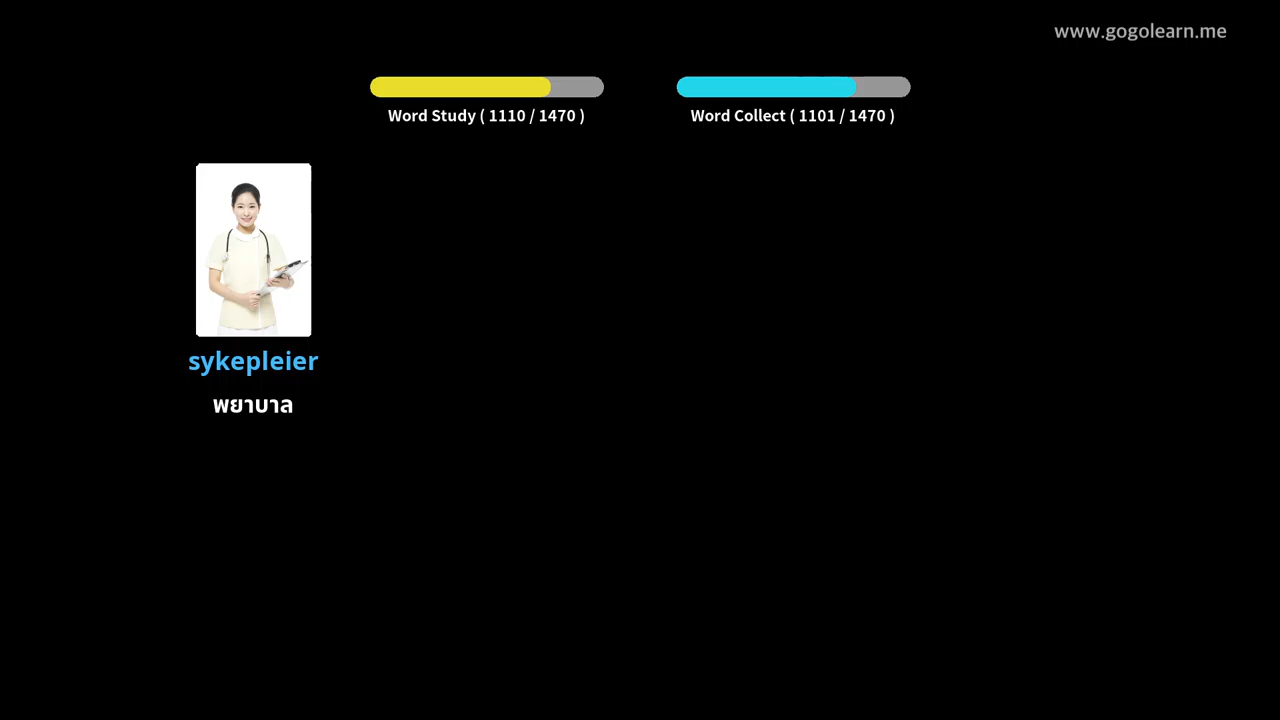 www.gogolearn.me
Word Study ( 1110 / 1470 )
Word Collect ( 1101 / 1470 )
sykepleier
พยาบาล